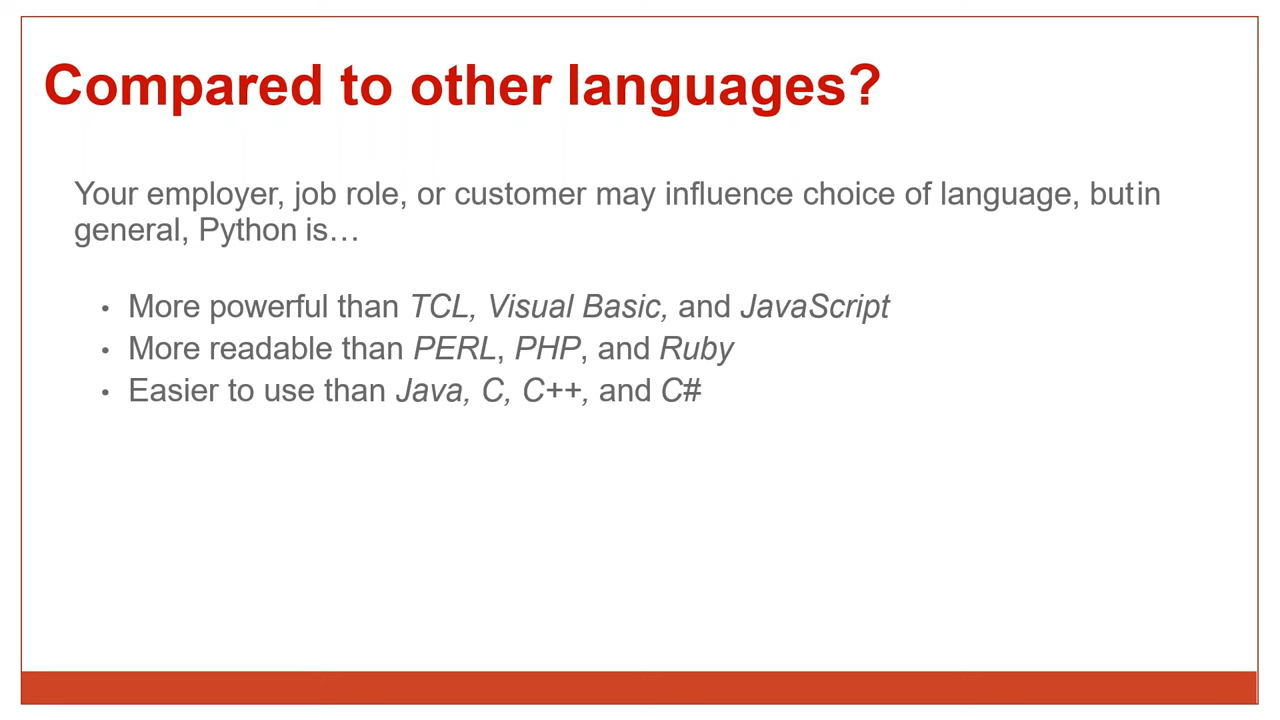 Compared to other languages?
Your employer, job role, or customer may influence choice of language, butin
general, Python is…
• More powerful than TCL, Visual Basic, and JavaScript
• More readable than PERL, PHP, and Ruby
• Easier to use than Java, C, C++, and C#